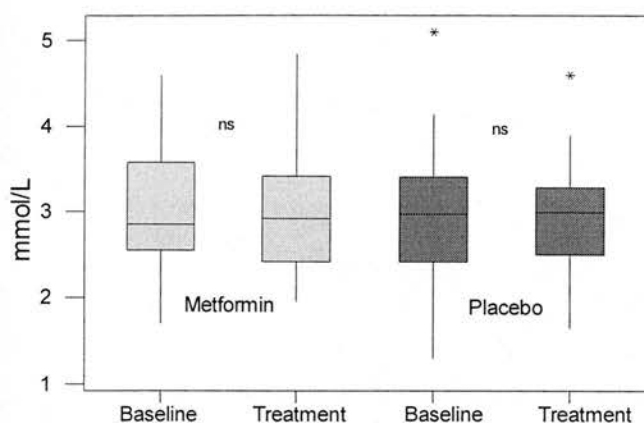 5
*
*
4
ns
ns
3
2
Metformin
Placebo
1
mmol/L
Baseline
Treatment
Baseline
Treatment